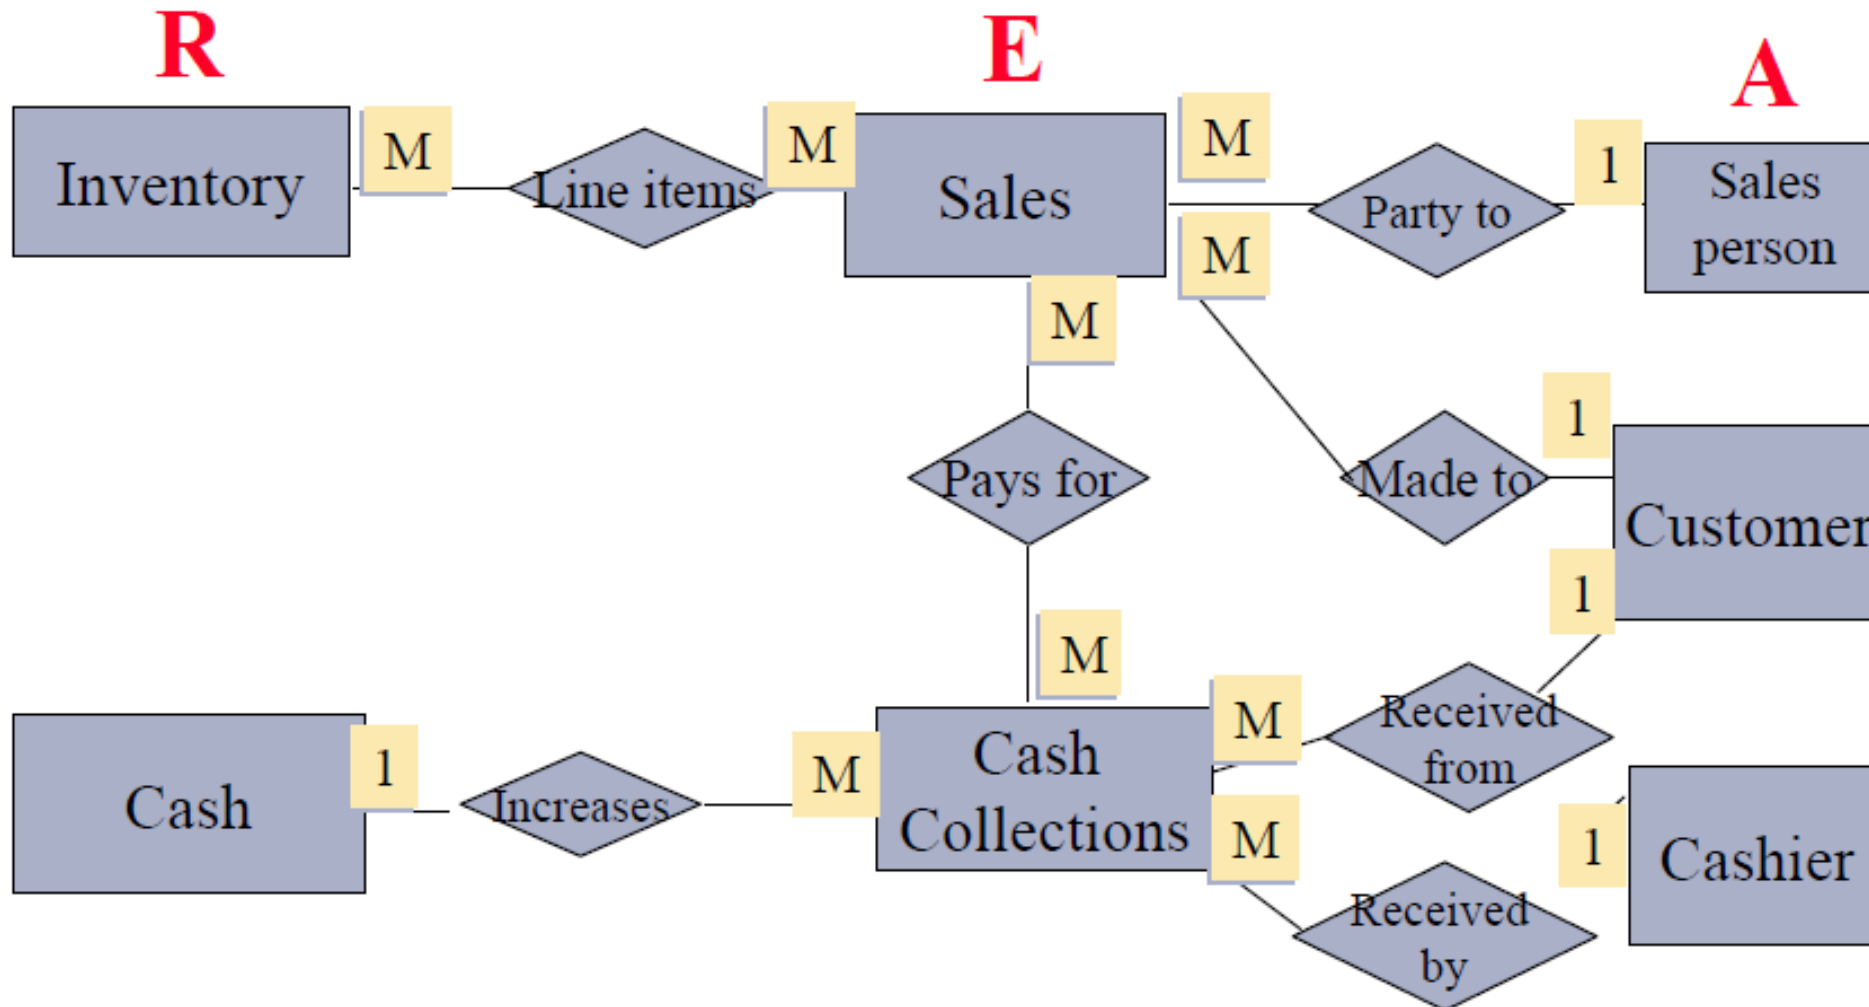 R
E
A
Inventory
M
Line items
M
Sales
M
Party to
1
Sales
person
M
M
Pays for
Made to
1
Customer
1
M
Cash
1
Increases
M
Cash
Collections
M
Received
from
M
Received
by
1
Cashier